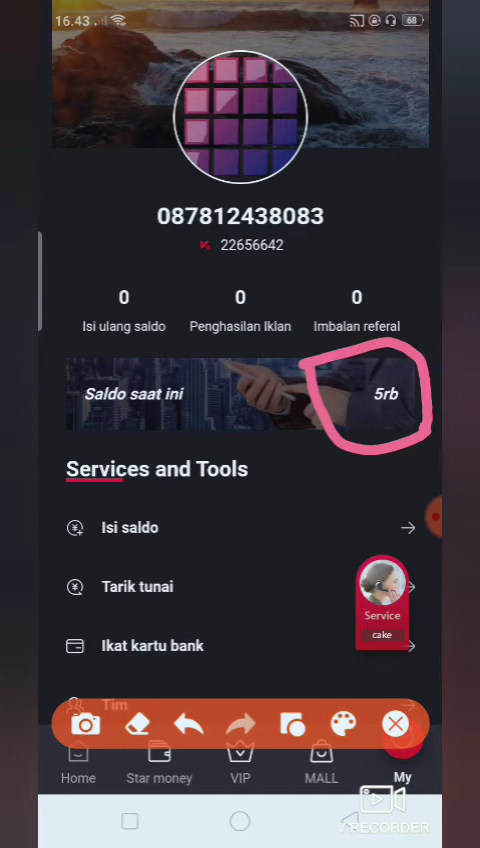 16.43
68
087812438083
22656642
0 0 0
Isi ulang saldo Penghasilan Iklan Imbalan referal
Saldo saat ini 5rb
Services and Tools
Isi saldo
Tarik tunai
Service
cake
Ikat kartu bank
Tim
Home Star money VIP MALL My
V RECORDER